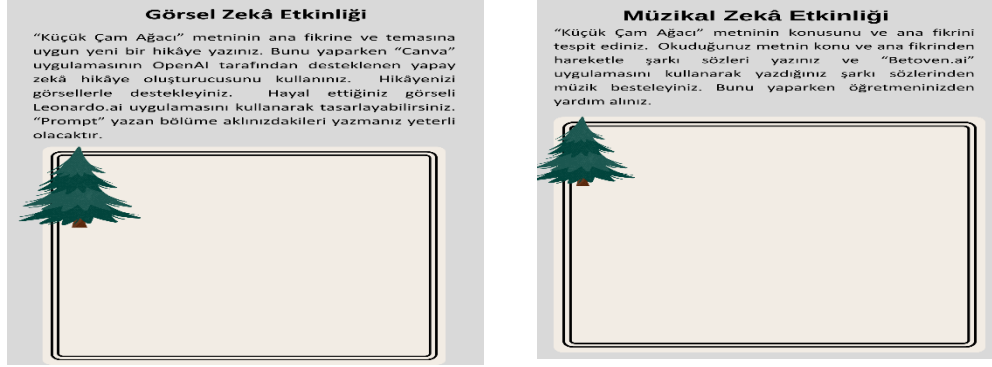 Görsel Zekâ Etkinliği
“Küçük Çam Ağacı” metninin ana fikrine ve temasına
uygun yeni bir hikâye yazınız. Bunu yaparken “Canva”
uygulamasının OpenAI tarafından desteklenen yapay
zekâ hikâye oluşturucusunu kullanınız. Hikâyenizi
görsellerle destekleyiniz. Hayal ettiğiniz görseli
Leonardo.ai uygulamasını kullanarak tasarlayabilirsiniz.
“Prompt” yazan bölüme aklınızdakileri yazmanız yeterli
olacaktır.
Müzikal Zekâ Etkinliği
“Küçük Çam Ağacı” metninin konusunu ve ana fikrini
tespit ediniz. Okuduğunuz metnin konu ve ana fikrinden
hareketle şarkı sözleri yazınız ve “Betoven.ai”
uygulamasını kullanarak yazdığınız şarkı sözlerinden
müzik besteleyiniz. Bunu yaparken öğretmeninizden
yardım alınız.